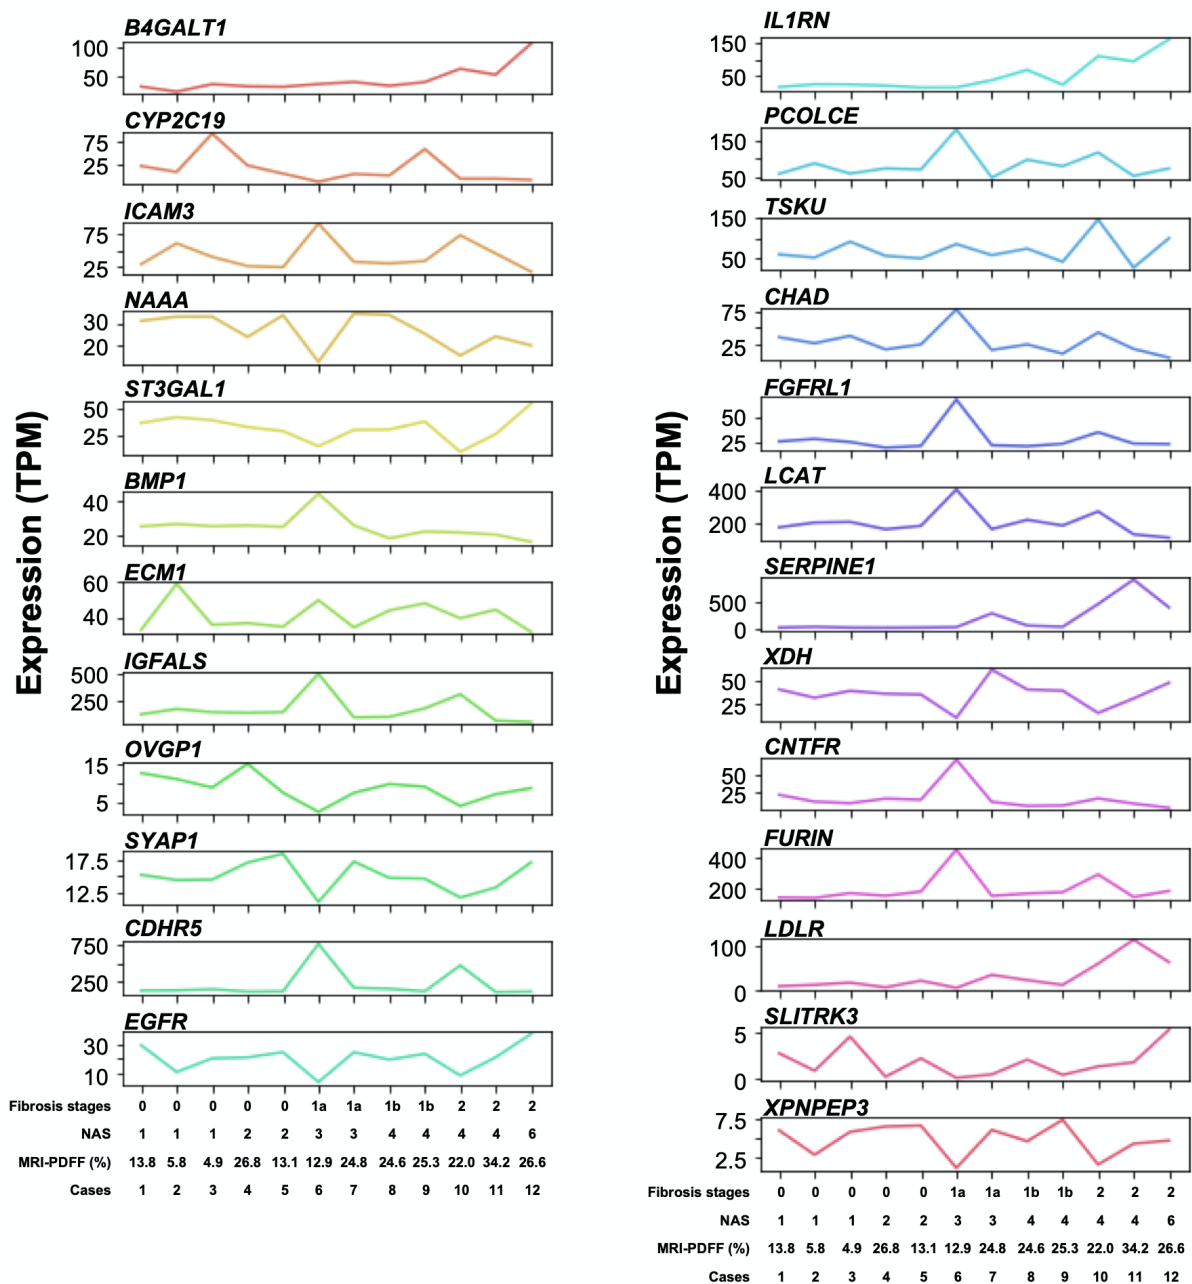 B4GALT1
100
50
CYP2C19
75
25
ICAM3
75
25
NAAA
30
20
ST3GAL1
50
25
BMP1
40
20
ECM1
60
40
IGFALS
500
250
OVGP1
15
5
SYAP1
17.5
12.5
CDHR5
750
250
EGFR
30
10
Expression (TPM)
Fibrosis stages 0 0 0 0 0 1a 1a 1b 1b 2 2 2
NAS 1 1 1 2 2 3 3 4 4 4 4 6
MRI-PDFF (%) 13.8 5.8 4.9 26.8 13.1 12.9 24.8 24.6 25.3 22.0 34.2 26.6
Cases 1 2 3 4 5 6 7 8 9 10 11 12
IL1RN
150
50
PCOLCE
150
50
TSKU
150
50
CHAD
75
25
FGFRL1
50
25
LCAT
400
200
SERPINE1
500
0
XDH
50
25
CNTFR
50
25
FURIN
400
200
LDLR
100
0
SLITRK3
5
0
XPNPEP3
7.5
2.5
Expression (TPM)
Fibrosis stages 0 0 0 0 0 1a 1a 1b 1b 2 2 2
NAS 1 1 1 2 2 3 3 4 4 4 4 6
MRI-PDFF (%) 13.8 5.8 4.9 26.8 13.1 12.9 24.8 24.6 25.3 22.0 34.2 26.6
Cases 1 2 3 4 5 6 7 8 9 10 11 12